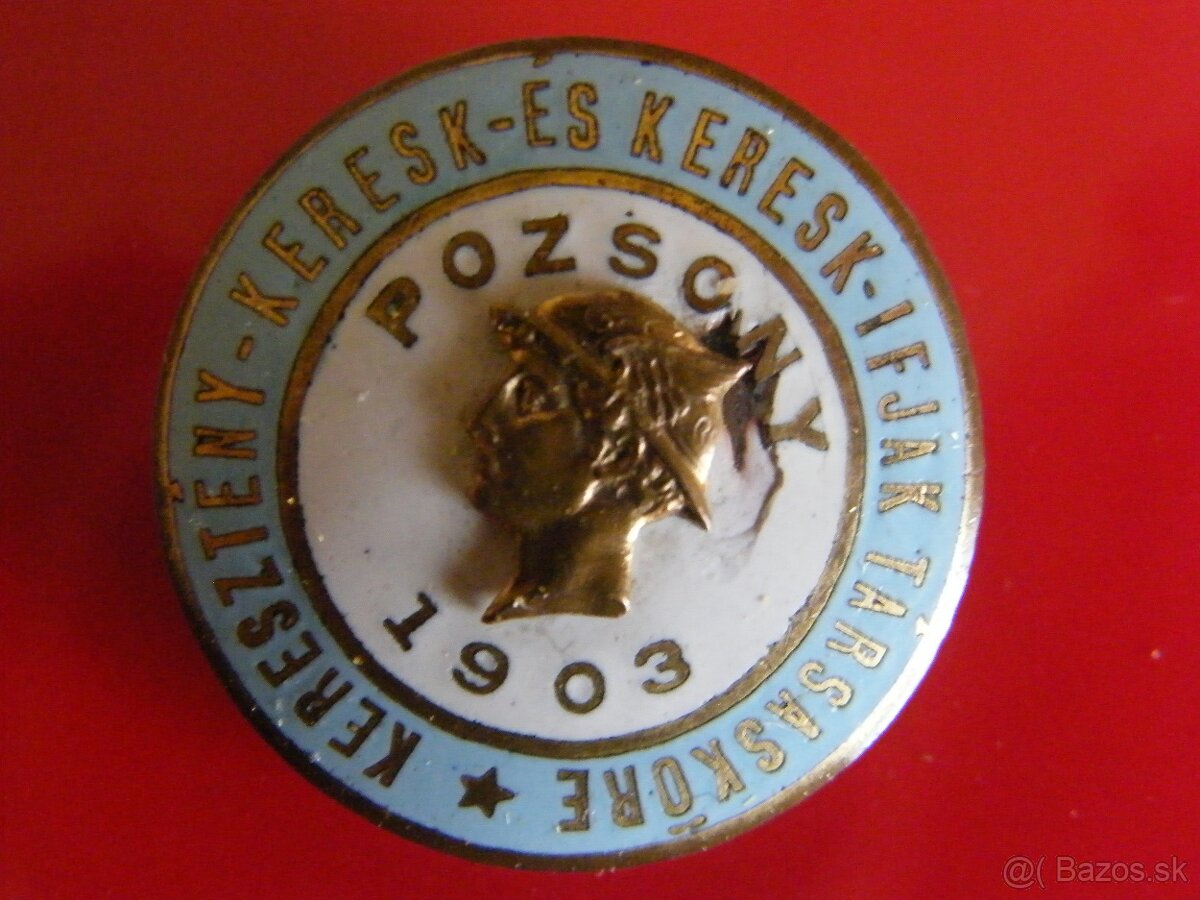 KERESZTÉNY-KERESK-ÉS KERESK-IFJAK TÁRSASKÖRE ★
POZSONY
1903
@( Bazos.sk